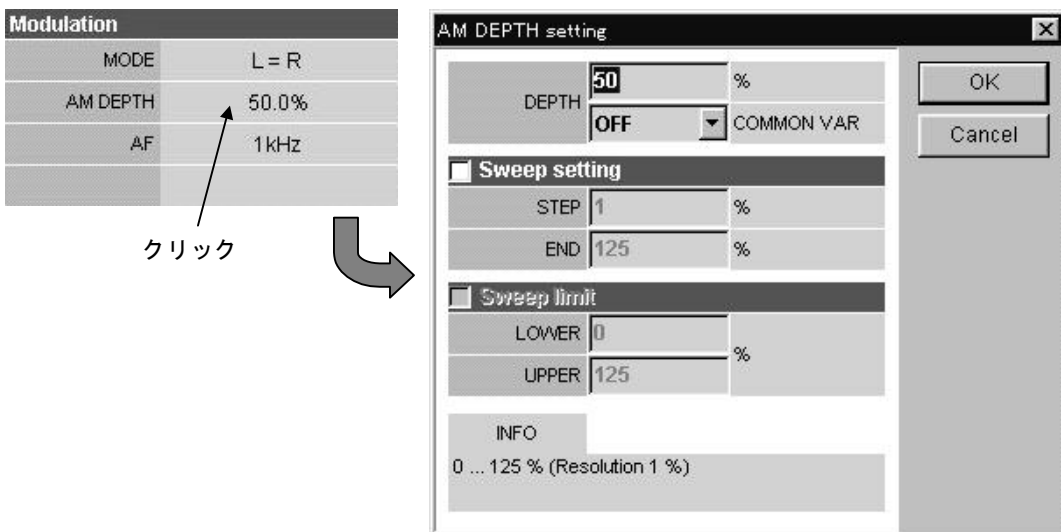 Modulation
MODE L = R
AM DEPTH 50.0%
AF 1kHz
クリック
AM DEPTH setting
DEPTH 50 %
OFF COMMON VAR
Sweep setting
STEP 1 %
END 125 %
Sweep limit
LOWER 0
%
UPPER 125
INFO
0 ... 125 % (Resolution 1 %)
OK
Cancel